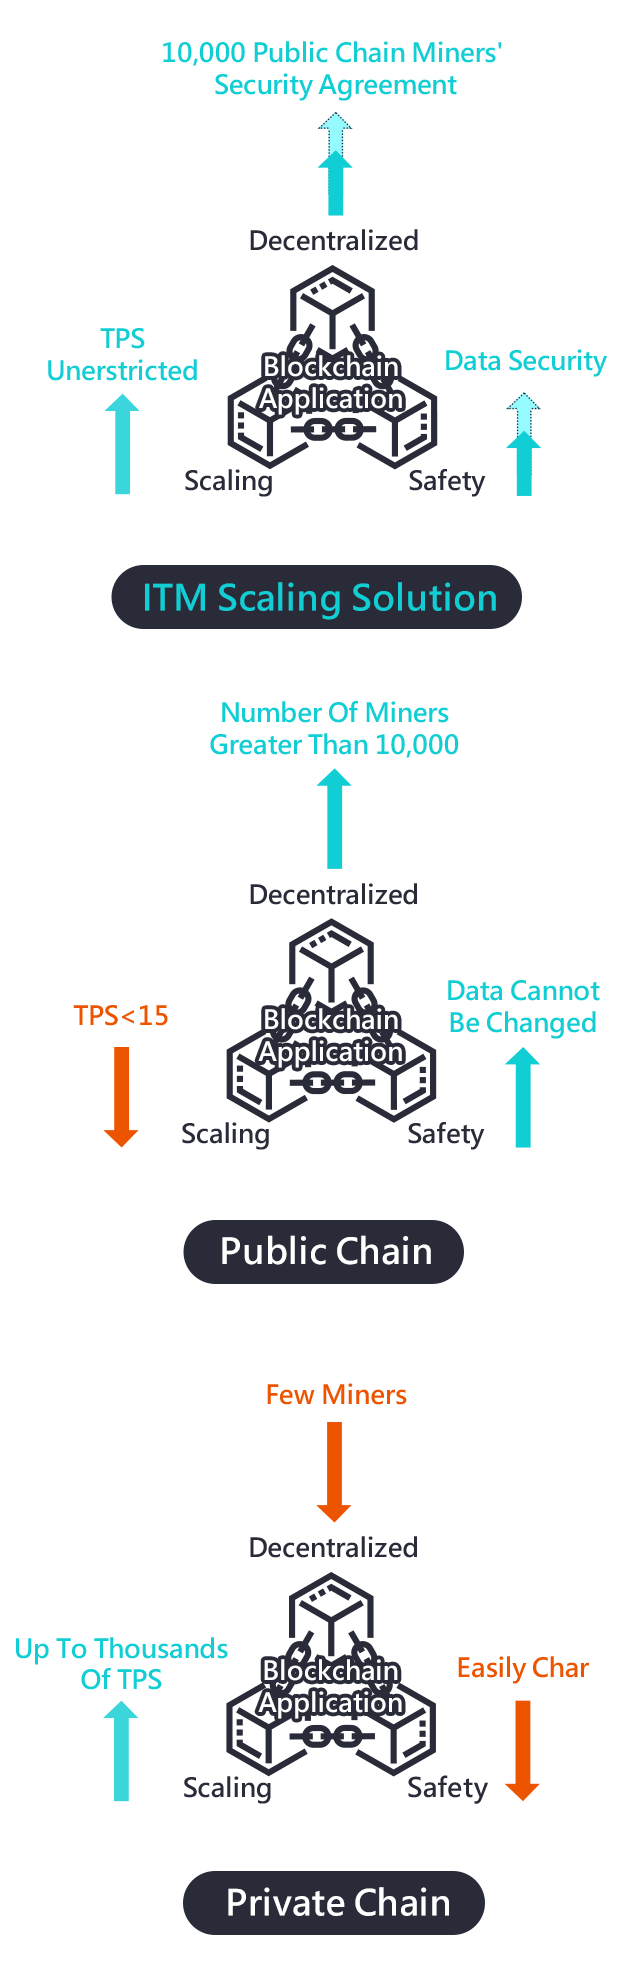 10,000 Public Chain Miners'
Security Agreement
Decentralized
TPS
Unerstricted
Data Security
Blockchain
Application
Scaling
Safety
ITM Scaling Solution
Number Of Miners
Greater Than 10,000
Decentralized
TPS<15
Data Cannot
Be Changed
Blockchain
Application
Scaling
Safety
Public Chain
Few Miners
Decentralized
Up To Thousands
Of TPS
Easily Char
Blockchain
Application
Scaling
Safety
Private Chain